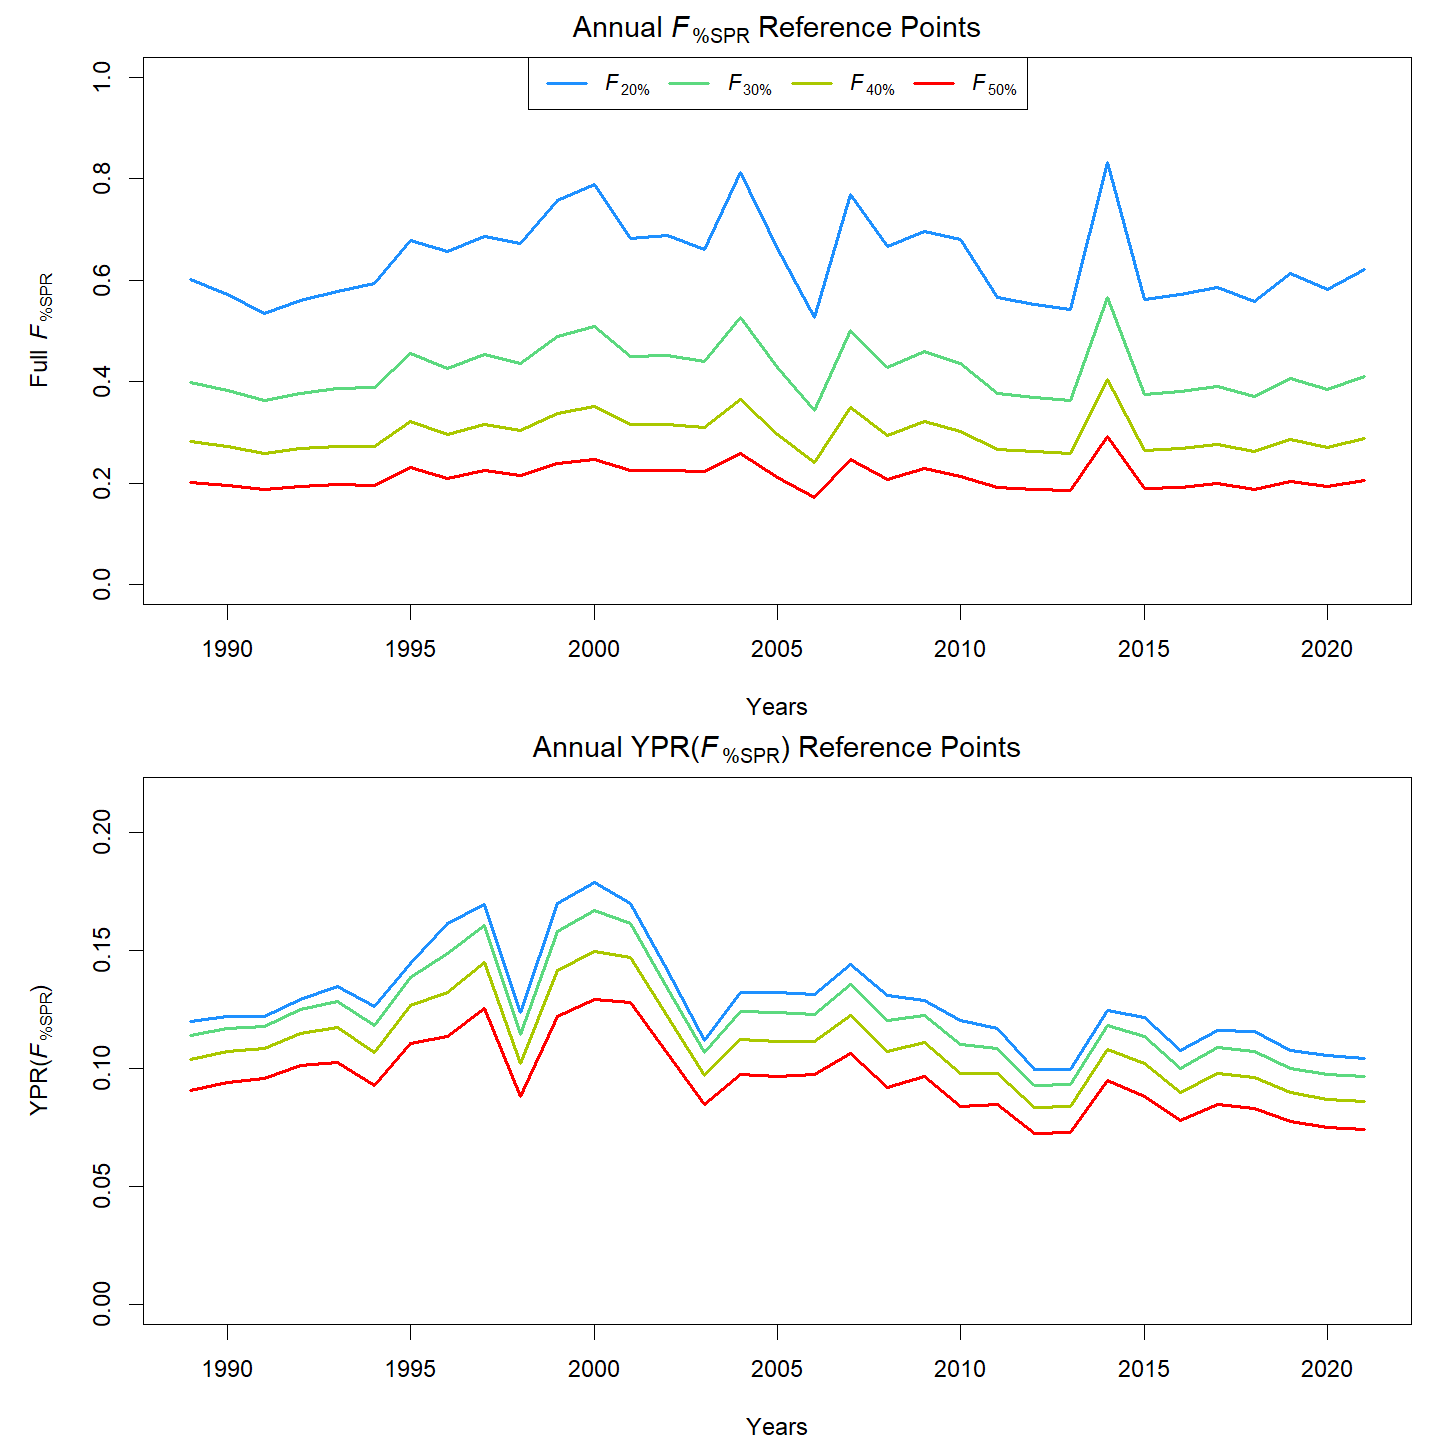 Annual F%SPR Reference Points
F20% F30% F40% F50%
Full F%SPR
1.0
0.8
0.6
0.4
0.2
0.0
1990 1995 2000 2005 2010 2015 2020
Years
Annual YPR(F%SPR) Reference Points
YPR(F%SPR)
0.20
0.15
0.10
0.05
0.00
1990 1995 2000 2005 2010 2015 2020
Years